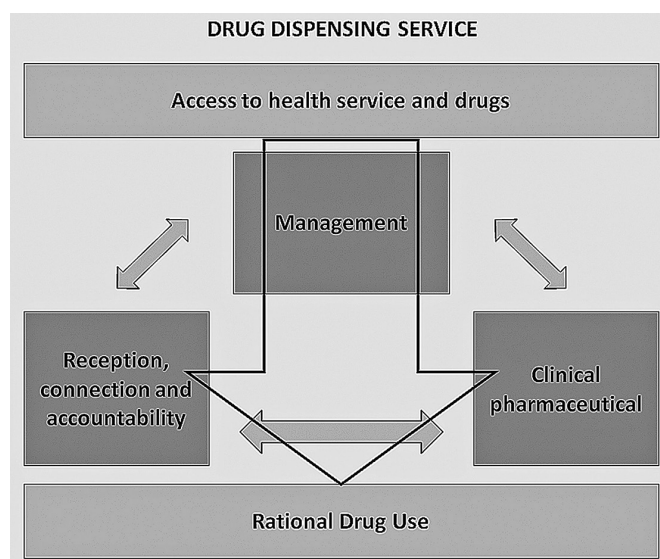 DRUG DISPENSING SERVICE
Access to health service and drugs
Management
Reception,
connection and
accountability
Clinical
pharmaceutical
Rational Drug Use